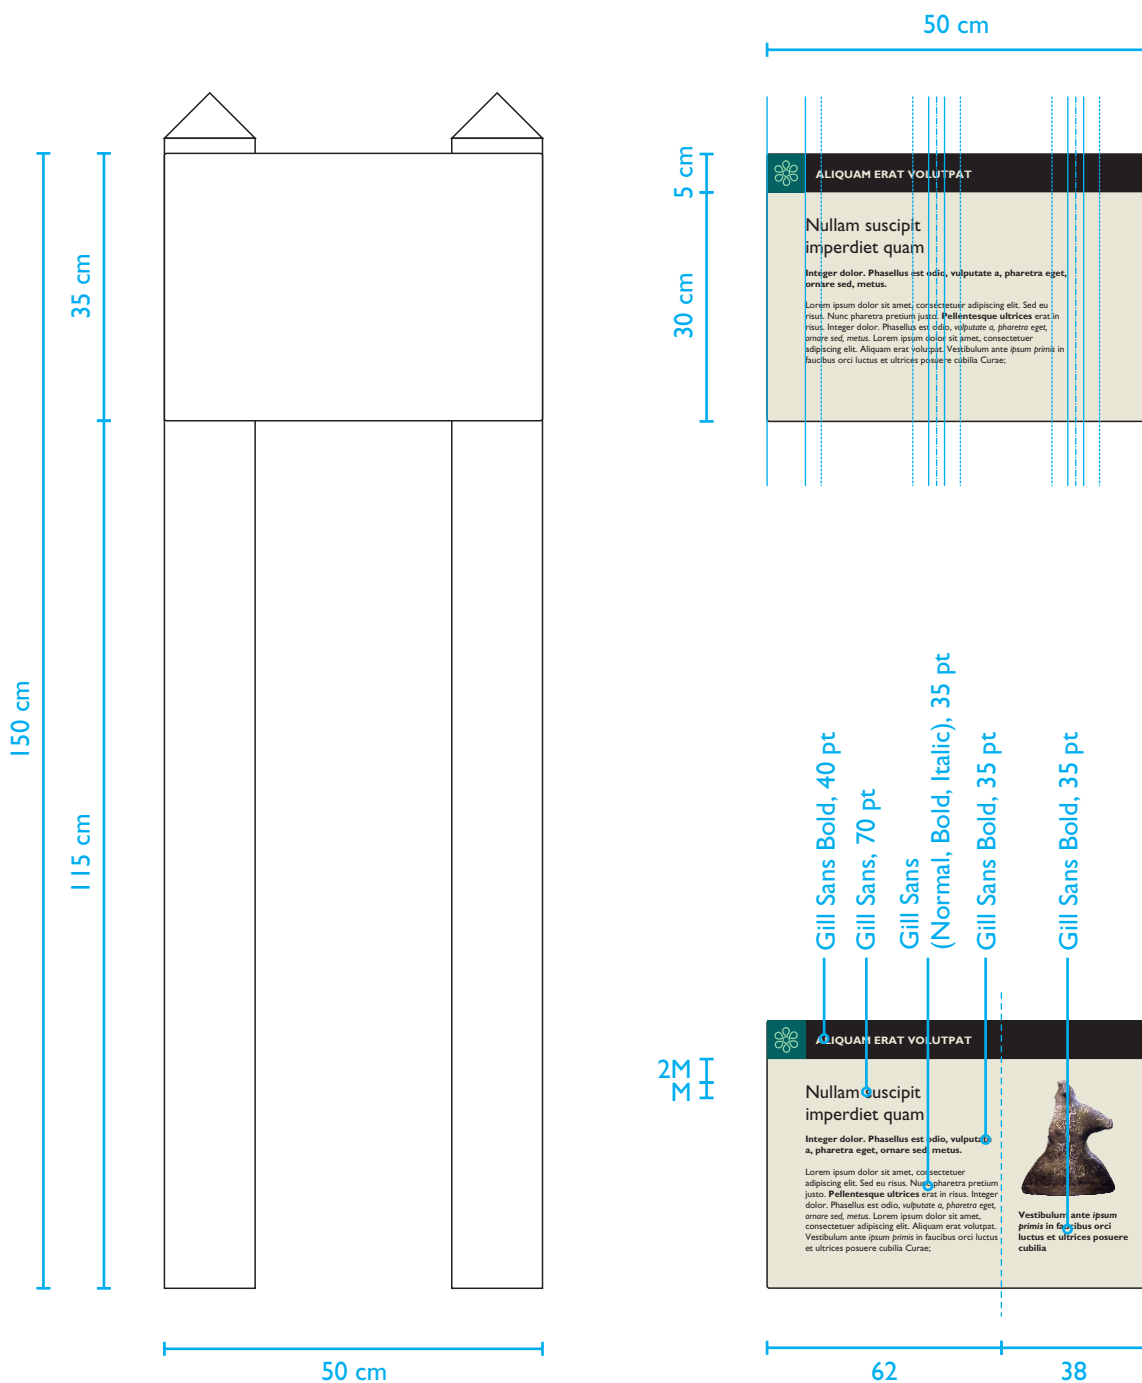 50 cm
5 cm
30 cm
ALIQUAM ERAT VOLUTPAT
Nullam suscipit
imperdiet quam
Integer dolor. Phasellus est odio, vulputate a, pharetra eget,
ornare sed, metus.
Lorem ipsum dolor sit amet, consectetuer adipiscing elit. Sed eu
risus. Nunc pharetra pretium justo. Pellentesque ultrices erat in
risus. Integer dolor. Phasellus est odio, vulputate a, pharetra eget,
ornare sed, metus. Lorem ipsum dolor sit amet, consectetuer
adipiscing elit. Aliquam erat volutpat. Vestibulum ante ipsum primis in
faucibus orci luctus et ultrices posuere cubilia Curae;
35 cm
150 cm
115 cm
50 cm
Gill Sans Bold, 40 pt
Gill Sans, 70 pt
Gill Sans
(Normal, Bold, Italic), 35 pt
Gill Sans Bold, 35 pt
Gill Sans Bold, 35 pt
2M
M
ALIQUAM ERAT VOLUTPAT
Nullam suscipit
imperdiet quam
Integer dolor. Phasellus est odio, vulputate
a, pharetra eget, ornare sed, metus.
Lorem ipsum dolor sit amet, consectetuer
adipiscing elit. Sed eu risus. Nunc pharetra pretium
justo. Pellentesque ultrices erat in risus. Integer
dolor. Phasellus est odio, vulputate a, pharetra eget,
ornare sed, metus. Lorem ipsum dolor sit amet,
consectetuer adipiscing elit. Aliquam erat volutpat.
Vestibulum ante ipsum primis in faucibus orci luctus
et ultrices posuere cubilia Curae;
Vestibulum ante ipsum
primis in faucibus orci
luctus et ultrices posuere
cubilia
62
38